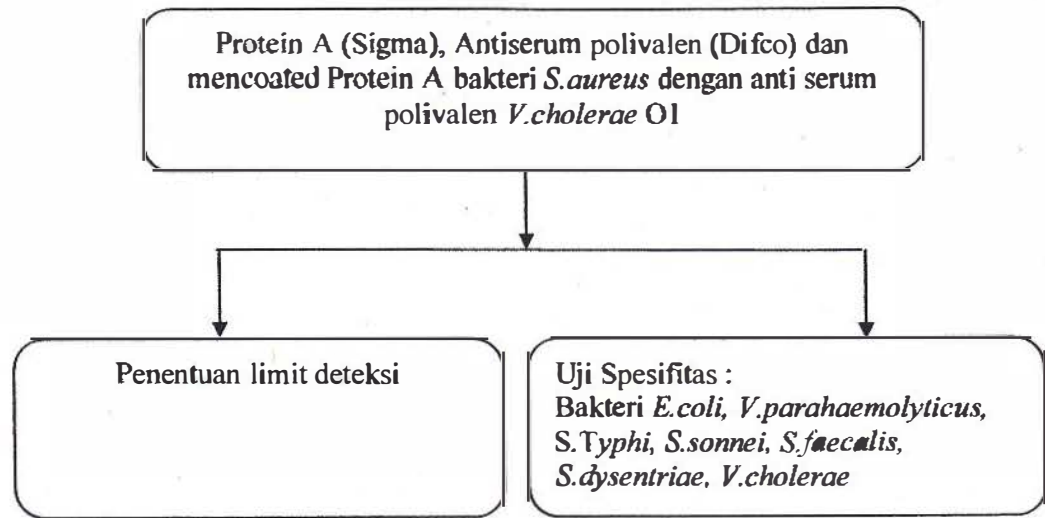 Protein A (Sigma), Antiserum polivalen (Difco) dan
mencoated Protein A bakteri S.aureus dengan anti serum
polivalen V.cholerae O1
Penentuan limit deteksi
Uji Spesifitas :
Bakteri E.coli, V.parahaemolyticus,
S.Typhi, S.sonnei, S.faecalis,
S.dysentriae, V.cholerae